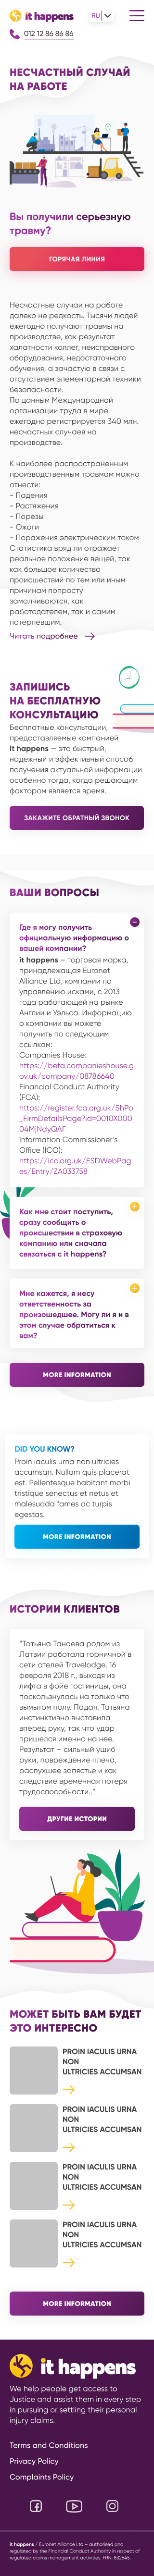 it happens
RU
012 12 86 86 86
НЕСЧАСТНЫЙ СЛУЧАЙ
НА РАБОТЕ
Вы получили серьезную
травму?
ГОРЯЧАЯ ЛИНИЯ
Несчастные случаи на работе
далеко не редкость. Тысячи людей
ежегодно получают травмы на
производстве, как результат
халатности коллег, неисправного
оборудования, недостаточного
обучения, а зачастую в связи с
отсутствием элементарной техники
безопасности.
По данным Международной
организации труда в мире
ежегодно регистрируется 340 млн.
несчастных случаев на
производстве.
К наиболее распространенным
производственным травмам можно
отнести:
- Падения
- Растяжения
- Порезы
- Ожоги
- Поражения электрическим током
Статистика вряд ли отражает
реальное положение вещей, так
как большое количество
происшествий по тем или иным
причинам попросту
замалчиваются, как
работодателем, так и самим
потерпевшим.
Читать подробнее
ЗАПИШИСЬ
НА БЕСПЛАТНУЮ
КОНСУЛЬТАЦИЮ
Бесплатные консультации,
предоставляемые компанией
it happens — это быстрый,
надежный и эффективный способ
получения актуальной информации
особенно тогда, когда решающим
фактором является время.
ЗАКАЖИТЕ ОБРАТНЫЙ ЗВОНОК
ВАШИ ВОПРОСЫ
Где я могу получить
официальную информацию о
вашей компании?
it happens – торговая марка,
принадлежащая Euronet
Alliance Ltd, компании по
управлению исками, с 2013
года работающей на рынке
Англии и Уэльса. Информацию
о компании вы можете
получить по следующим
ссылкам:
Companies House:
https://beta.companieshouse.g
ov.uk/company/08786640
Financial Conduct Authority
(FCA):
https://register.fca.org.uk/ShPo
_FirmDetailsPage?id=0010X000
04MjNdyQAF
Information Commissioner's
Office (ICO):
https://ico.org.uk/ESDWebPag
es/Entry/ZA033758
Как мне стоит поступить,
сразу сообщить о
происшествии в страховую
компанию или сначала
связаться с it happens?
Мне кажется, я несу
ответственность за
произошедшее. Могу ли я и в
этом случае обратиться к
вам?
MORE INFORMATION
DID YOU KNOW?
Proin iaculis urna non ultricies
accumsan. Nullam quis placerat
est. Pellentesque habitant morbi
tristique senectus et netus et
malesuada fames ac turpis
egestas.
MORE INFORMATION
ИСТОРИИ КЛИЕНТОВ
"Татьяна Танаева родом из
Латвии работала горничной в
сети отелей Travelodge. 16
февраля 2018 г., выходя из
лифта в фойе гостиницы, она
поскользнулась на только что
вымытом полу. Падая, Татьяна
инстинктивно выставила
вперед руку, так что удар
пришелся именно на нее.
Результат – сильный ушиб
руки, повреждение плеча,
распухшее запястье и как
следствие временная потеря
трудоспособности.."
ДРУГИЕ ИСТОРИИ
МОЖЕТ БЫТЬ ВАМ БУДЕТ
ЭТО ИНТЕРЕСНО
PROIN IACULIS URNA
NON
ULTRICIES ACCUMSAN
PROIN IACULIS URNA
NON
ULTRICIES ACCUMSAN
PROIN IACULIS URNA
NON
ULTRICIES ACCUMSAN
PROIN IACULIS URNA
NON
ULTRICIES ACCUMSAN
MORE INFORMATION
it happens
We help people get access to
Justice and assist them in every step
in pursuing or settling their personal
injury claims.
Terms and Conditions
Privacy Policy
Complaints Policy
it happens / Euronet Alliance Ltd – authorised and
regulated by the Financial Conduct Authority in respect of
regulated claims management activities, FRN: 832645.